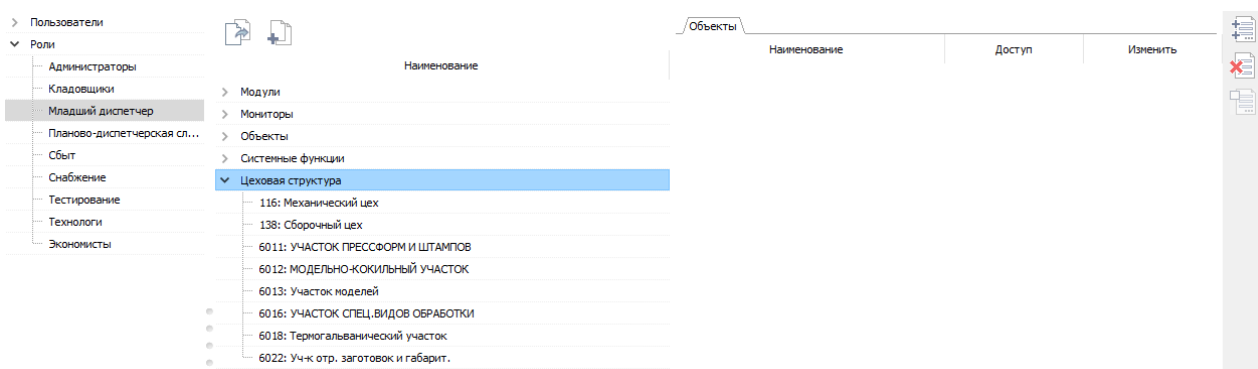 Пользователи
Роли
Администраторы
Кладовщики
Младший диспетчер
Планово-диспетчерская сл...
Сбыт
Снабжение
Тестирование
Технологи
Экономисты
Наименование
Модули
Мониторы
Объекты
Системные функции
Цеховая структура
116: Механический цех
138: Сборочный цех
6011: УЧАСТОК ПРЕССФОРМ И ШТАМПОВ
6012: МОДЕЛЬНО-КОКИЛЬНЫЙ УЧАСТОК
6013: Участок моделей
6016: УЧАСТОК СПЕЦ.ВИДОВ ОБРАБОТКИ
6018: Термогальванический участок
6022: Уч-к отр. заготовок и габарит.
Объекты
Наименование Доступ Изменить